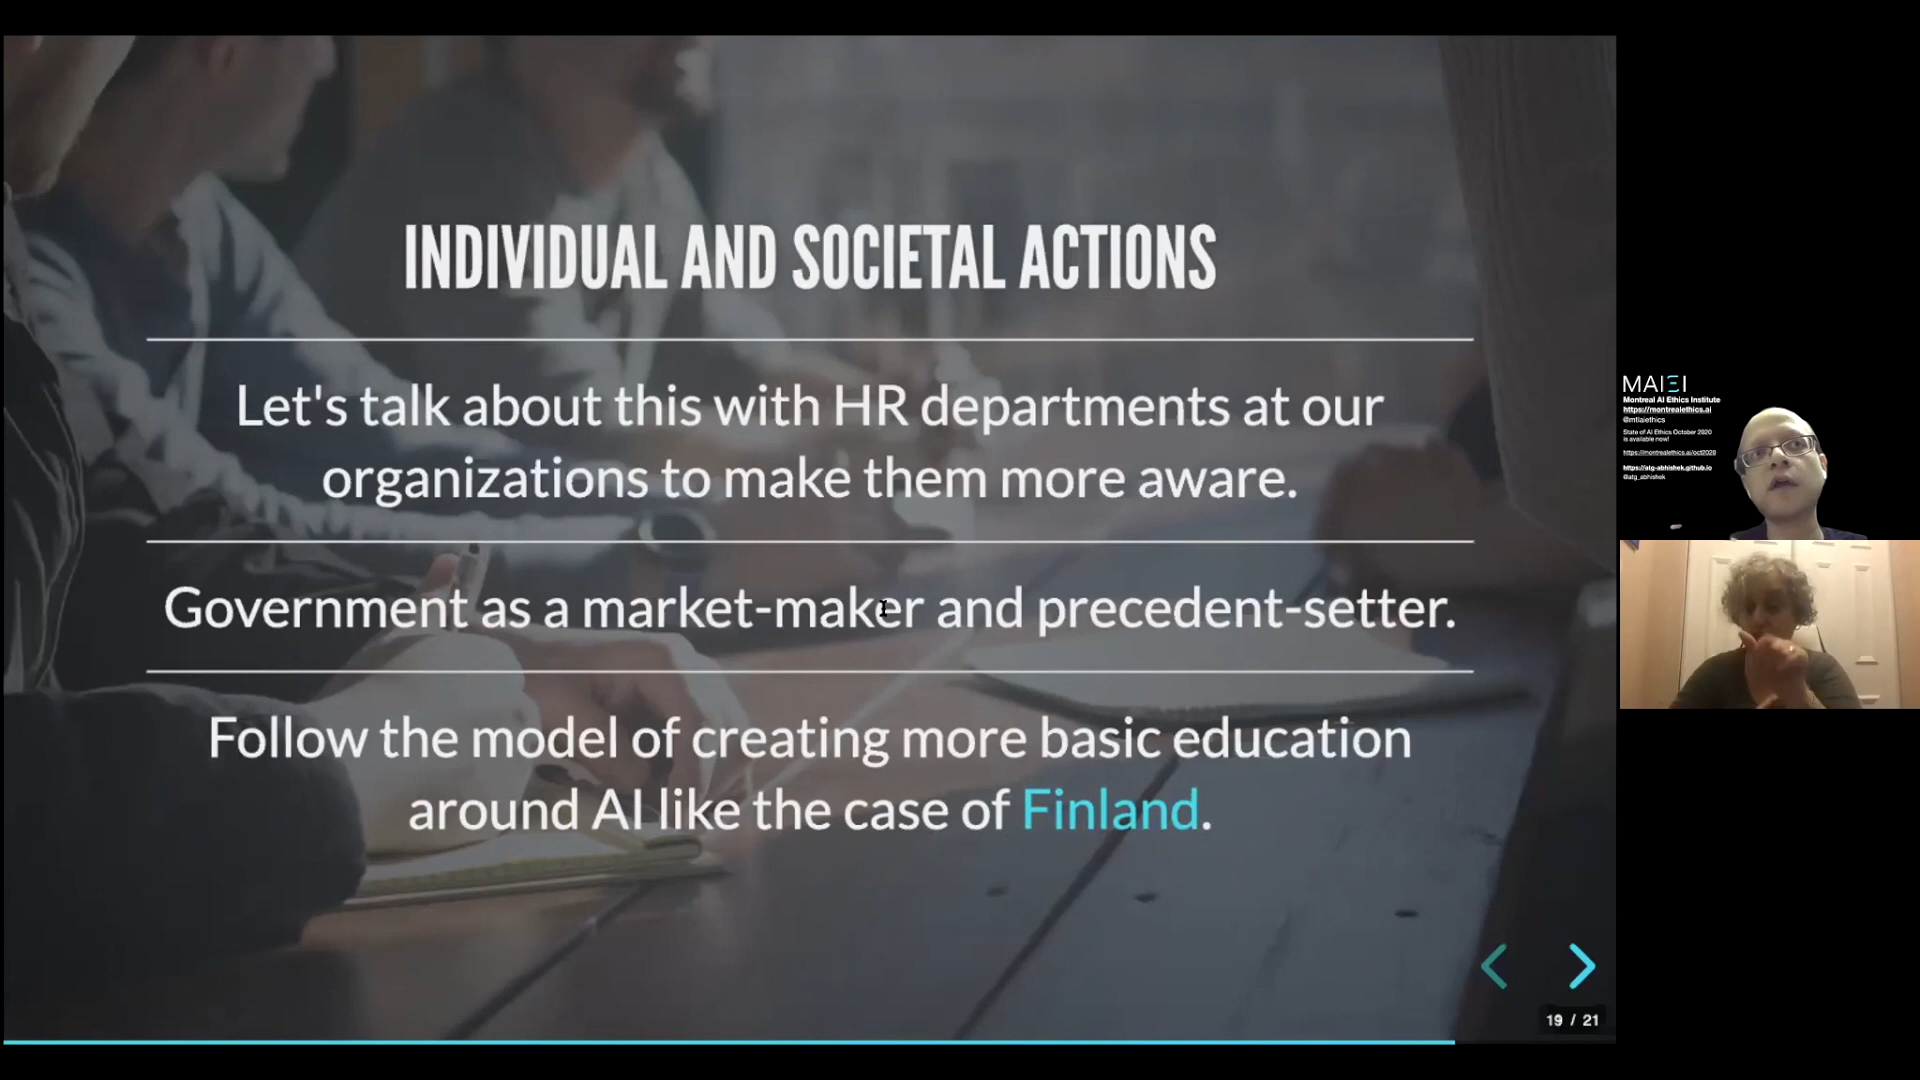 INDIVIDUAL AND SOCIETAL ACTIONS
Let's talk about this with HR departments at our
organizations to make them more aware.
Government as a market-maker and precedent-setter.
Follow the model of creating more basic education
around AI like the case of Finland.
19 / 21
MAIEI
Montreal AI Ethics Institute
https://montrealethics.ai
@mtlaiethics
State of AI Ethics October 2020
is available now!
https://montrealethics.ai/oct2020
https://atg-abhishek.github.io
@atg_abhishek